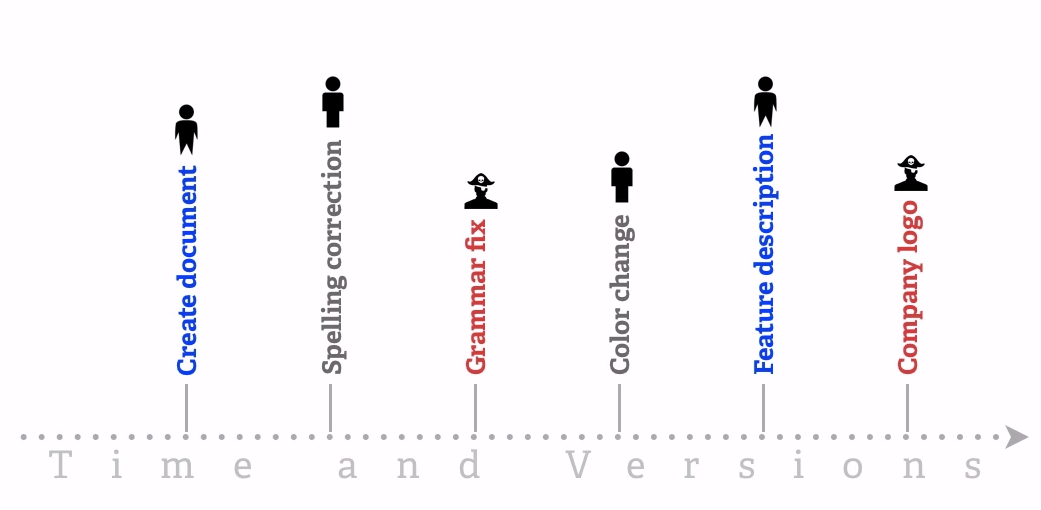 Create document
Spelling correction
Grammar fix
Color change
Feature description
Company logo
Time and Versions